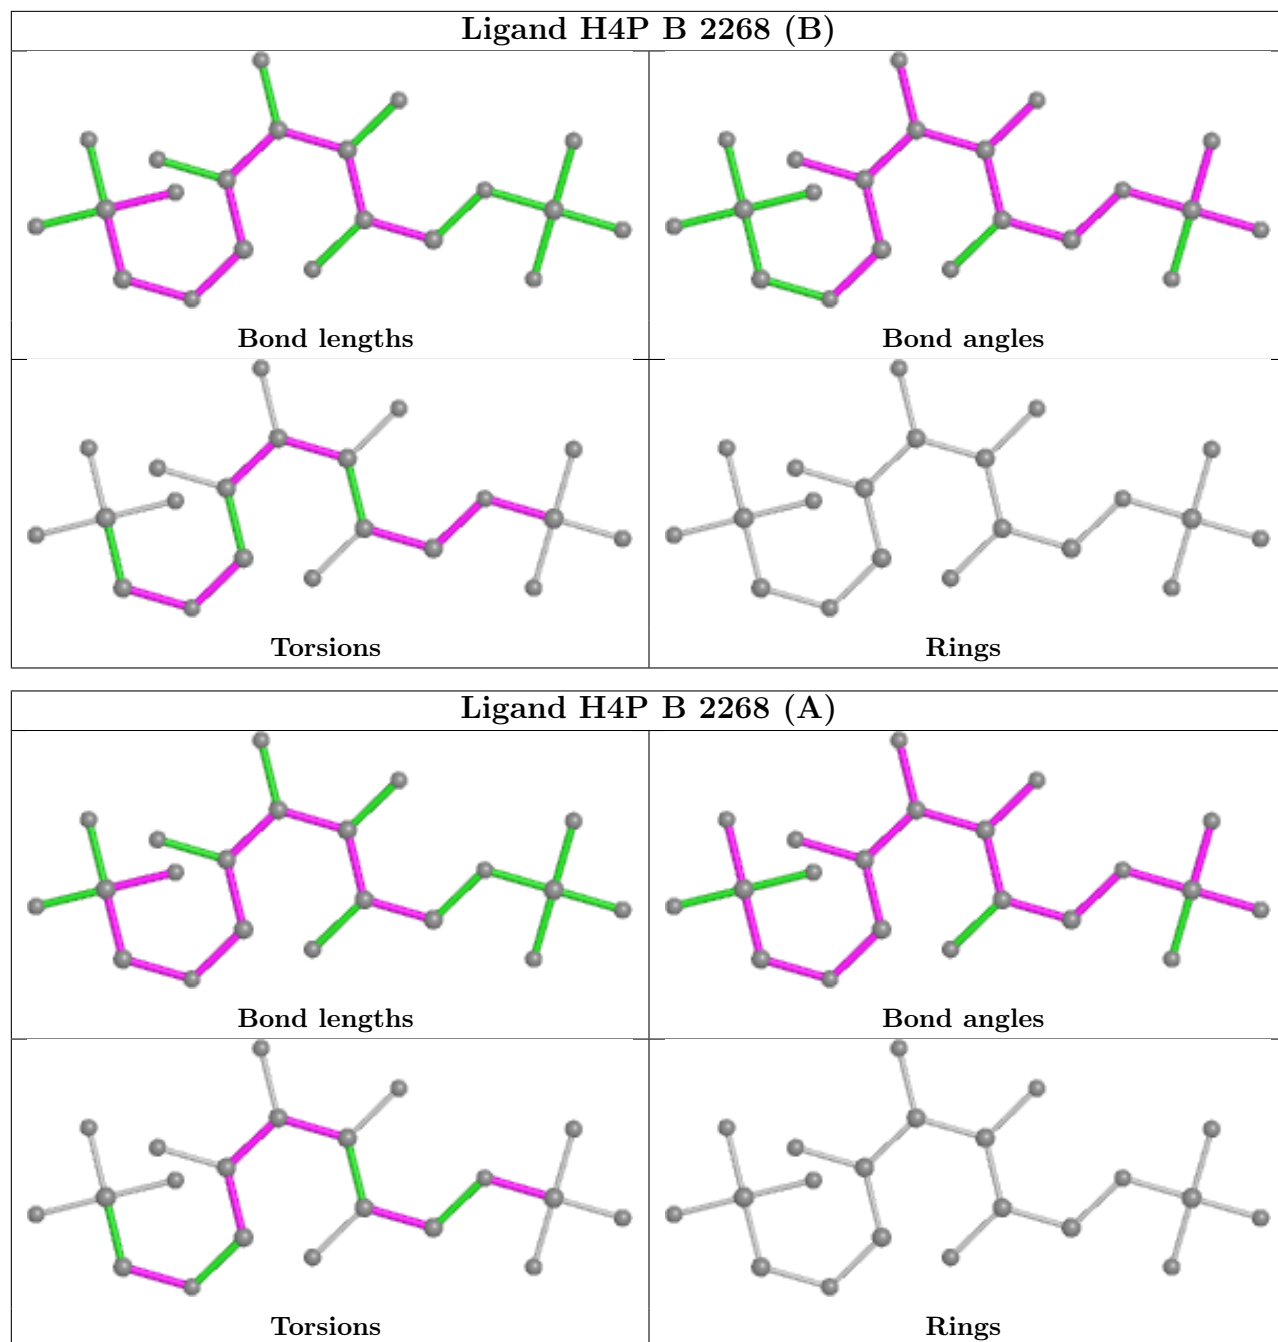 Ligand H4P B 2268 (B)
Bond lengths
Bond angles
Torsions
Rings
Ligand H4P B 2268 (A)
Bond lengths
Bond angles
Torsions
Rings